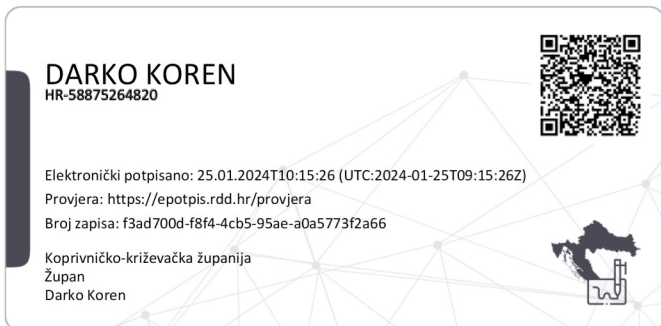 DARKO KOREN
HR-58875264820
Elektronički potpisano: 25.01.2024T10:15:26 (UTC:2024-01-25T09:15:26Z)
Provjera: https://epotpis.rdd.hr/provjera
Broj zapisa: f3ad700d-f8f4-4cb5-95ae-a0a5773f2a66
Koprivničko-križevačka županija
Župan
Darko Koren